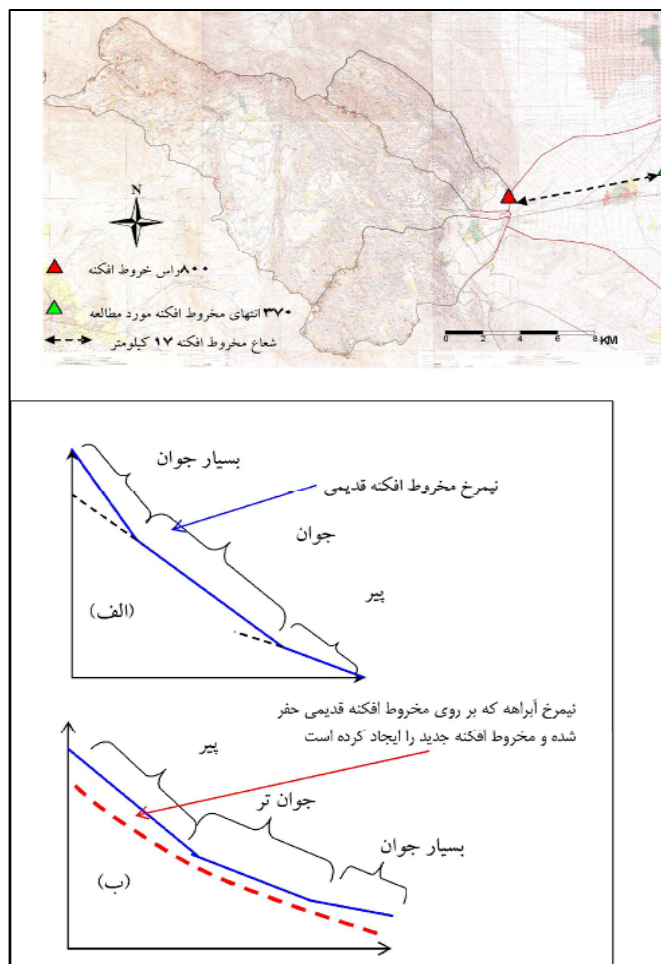 N
۸۰۰راس خروط افکنه
۳۷۰ انتهای مخروط افکنه مورد مطالعه
شعاع مخروط افکنه ۱۷ کیلومتر
0 2 4 6 8
KM
بسیار جوان
نیمرخ مخروط افکنه قدیمی
جوان
پیر
(الف)
نیمرخ آبراهه که بر روی مخروط افکنه قدیمی حفر
شده و مخروط افکنه جدید را ایجاد کرده است
پیر
جوان تر
بسیار جوان
(ب)